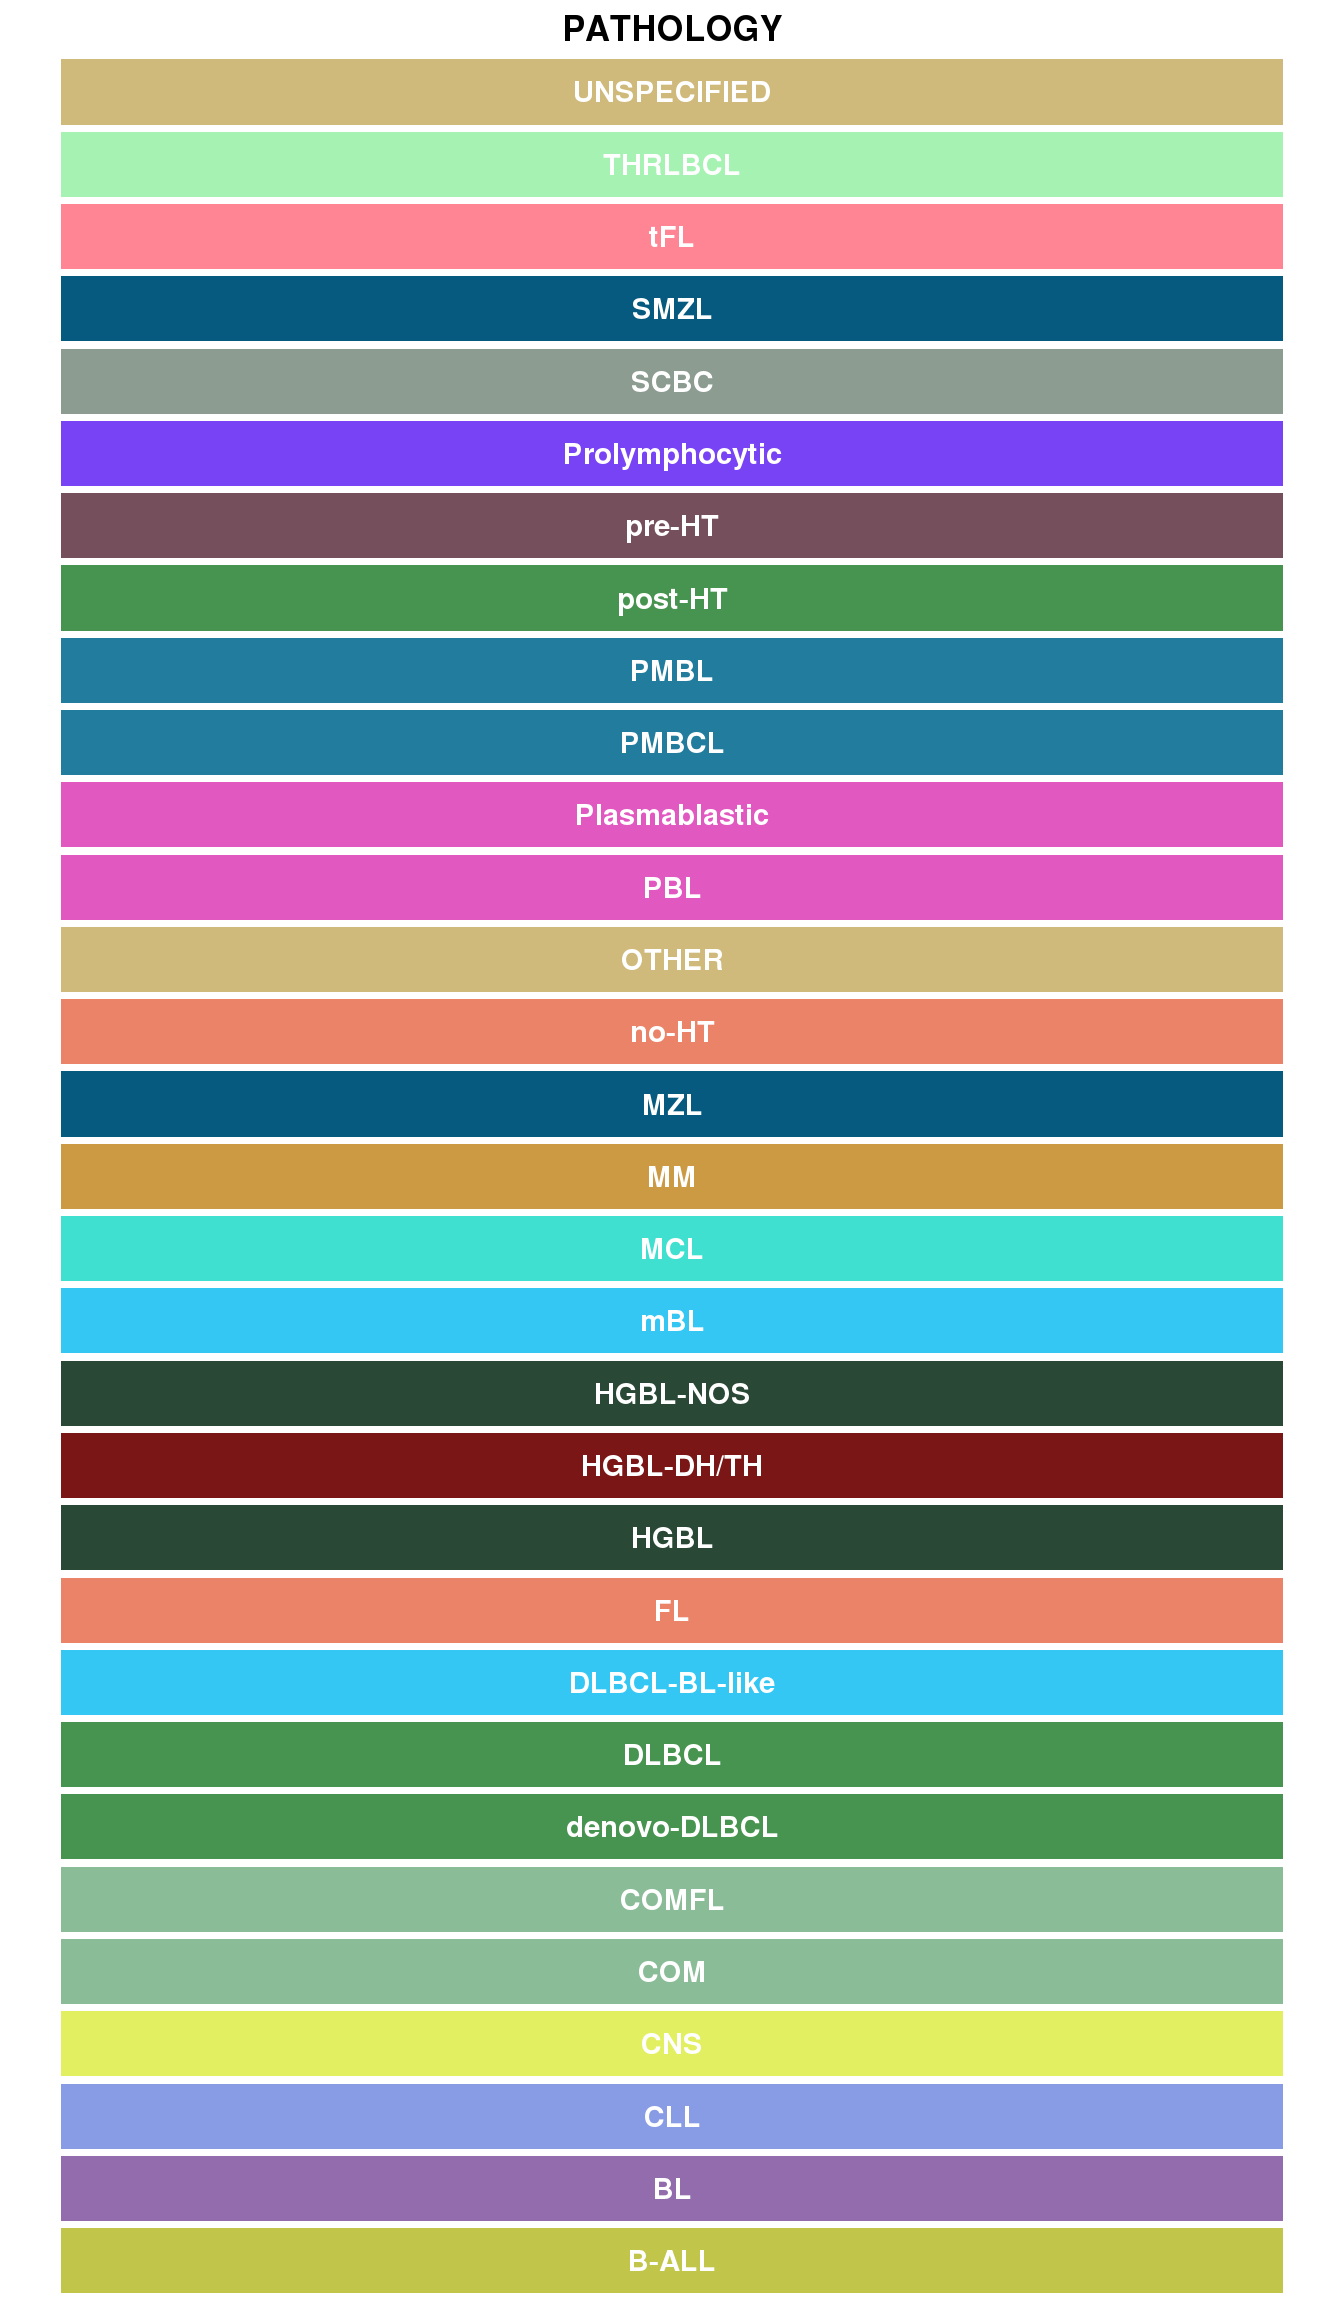 PATHOLOGY
UNSPECIFIED
THRLBCL
tFL
SMZL
SCBC
Prolymphocytic
pre-HT
post-HT
PMBL
PMBCL
Plasmablastic
PBL
OTHER
no-HT
MZL
MM
MCL
mBL
HGBL-NOS
HGBL-DH/TH
HGBL
FL
DLBCL-BL-like
DLBCL
denovo-DLBCL
COMFL
COM
CNS
CLL
BL
B-ALL